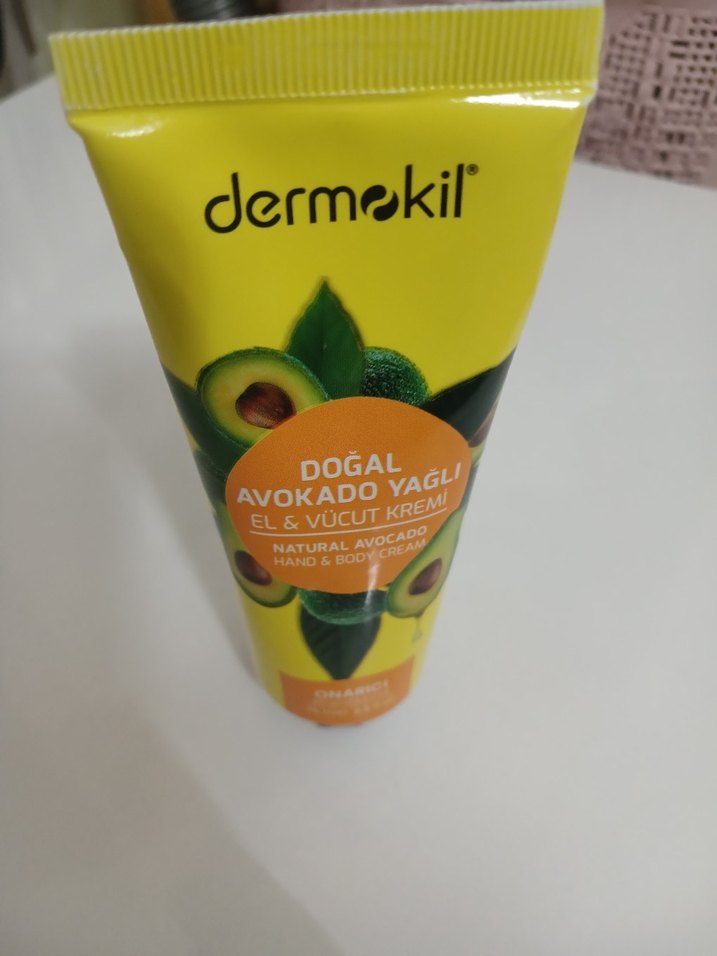 dermokil®
DOĞAL
AVOKADO YAĞLI
EL & VÜCUT KREMİ
NATURAL AVOCADO
HAND & BODY CREAM
ONARICI